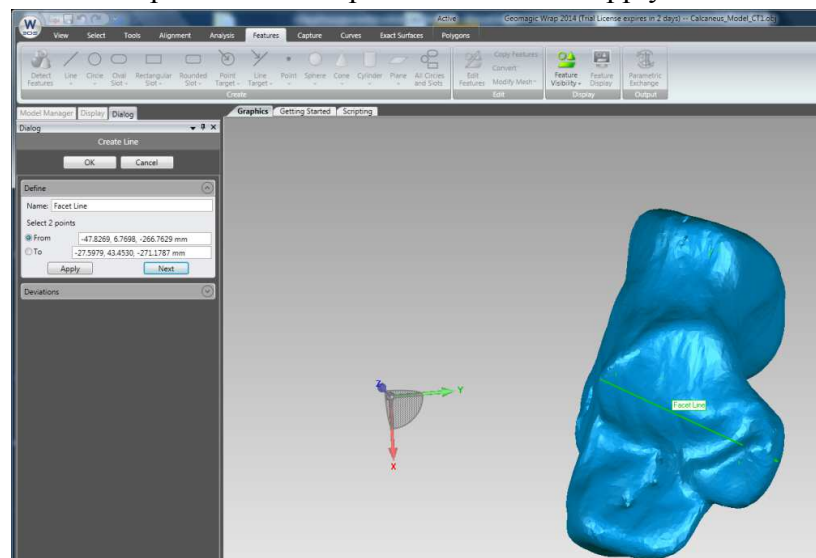 Active
Geomagic Wrap 2014 (Trial License expires in 2 days) -- Calcaneus_Model_CT1.obj
W
View Select Tools Alignment Analysis Features Capture Curves Exact Surfaces Polygons
Detect Features
Line
Circle
Oval Slot
Rectangular Slot
Rounded Slot
Point Target
Line Target
Point
Sphere
Cone
Cylinder
Plane
All Circles and Slots
Create
Edit Features
Copy Features
Convert
Modify Mesh
Edit
Feature Visibility
Feature Display
Display
Parametric Exchange
Output
Model Manager Display Dialog
Graphics Getting Started Scripting
Dialog
Create Line
OK Cancel
Define
Name: Facet Line
Select 2 points
From -47.8269, 6.7698, -266.7629 mm
To -27.5979, 43.4530, -271.1787 mm
Apply Next
Deviations
Z
Y
X
Facet Line